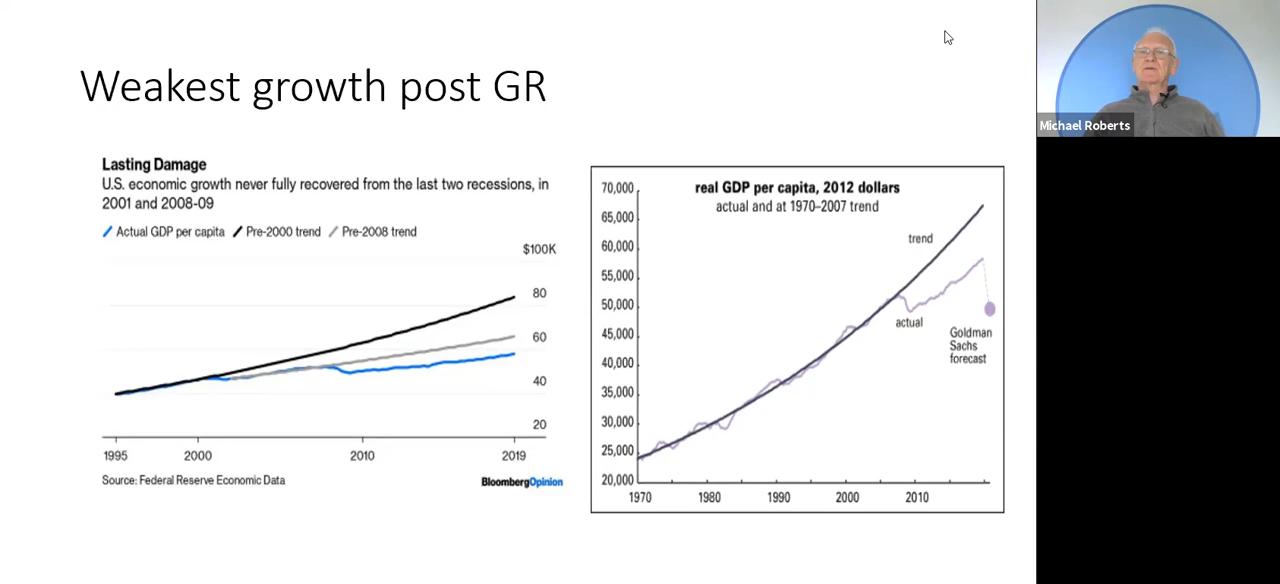 Weakest growth post GR
Lasting Damage
U.S. economic growth never fully recovered from the last two recessions, in
2001 and 2008-09
Actual GDP per capita Pre-2000 trend Pre-2008 trend
$100K
80
60
40
20
1995 2000 2010 2019
Source: Federal Reserve Economic Data BloombergOpinion
real GDP per capita, 2012 dollars
actual and at 1970–2007 trend
70,000
65,000
60,000
55,000
50,000
45,000
40,000
35,000
30,000
25,000
20,000
trend
actual
Goldman
Sachs
forecast
1970 1980 1990 2000 2010
Michael Roberts